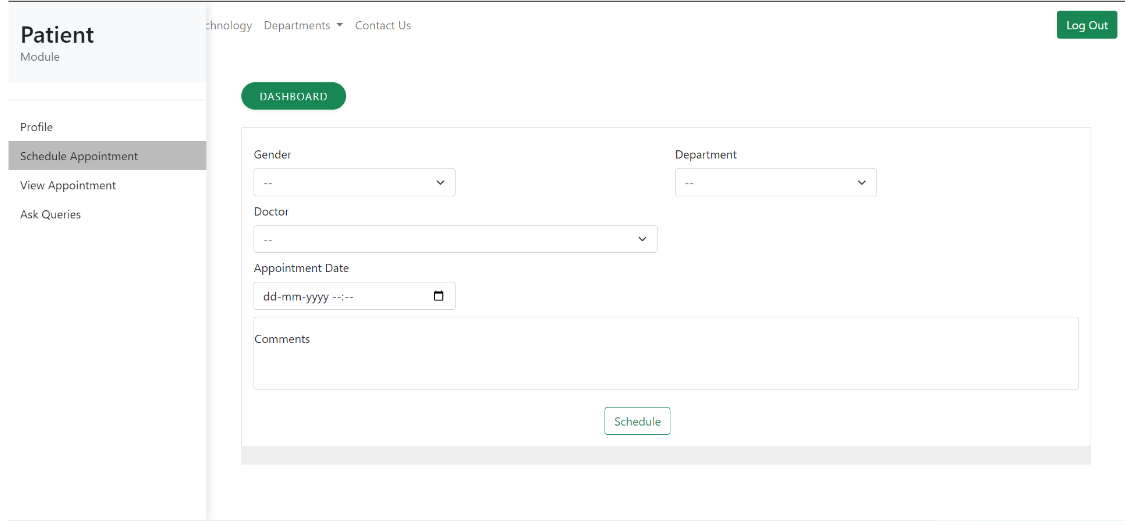 Patient
Module
Departments Contact Us
Log Out
Profile
Schedule Appointment
View Appointment
Ask Queries
DASHBOARD
Gender
Department
--
--
Doctor
--
Appointment Date
dd-mm-yyyy --:--
Comments
Schedule